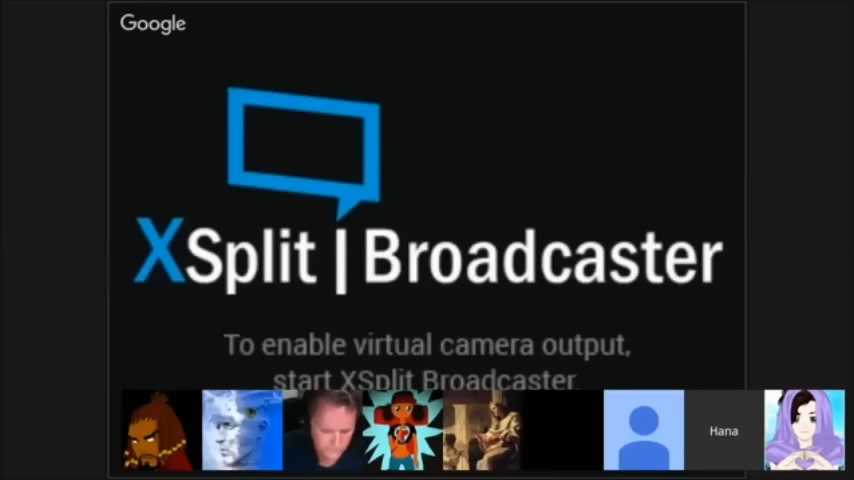 Google
XSplit | Broadcaster
To enable virtual camera output,
start XSplit Broadcaster.
Hana